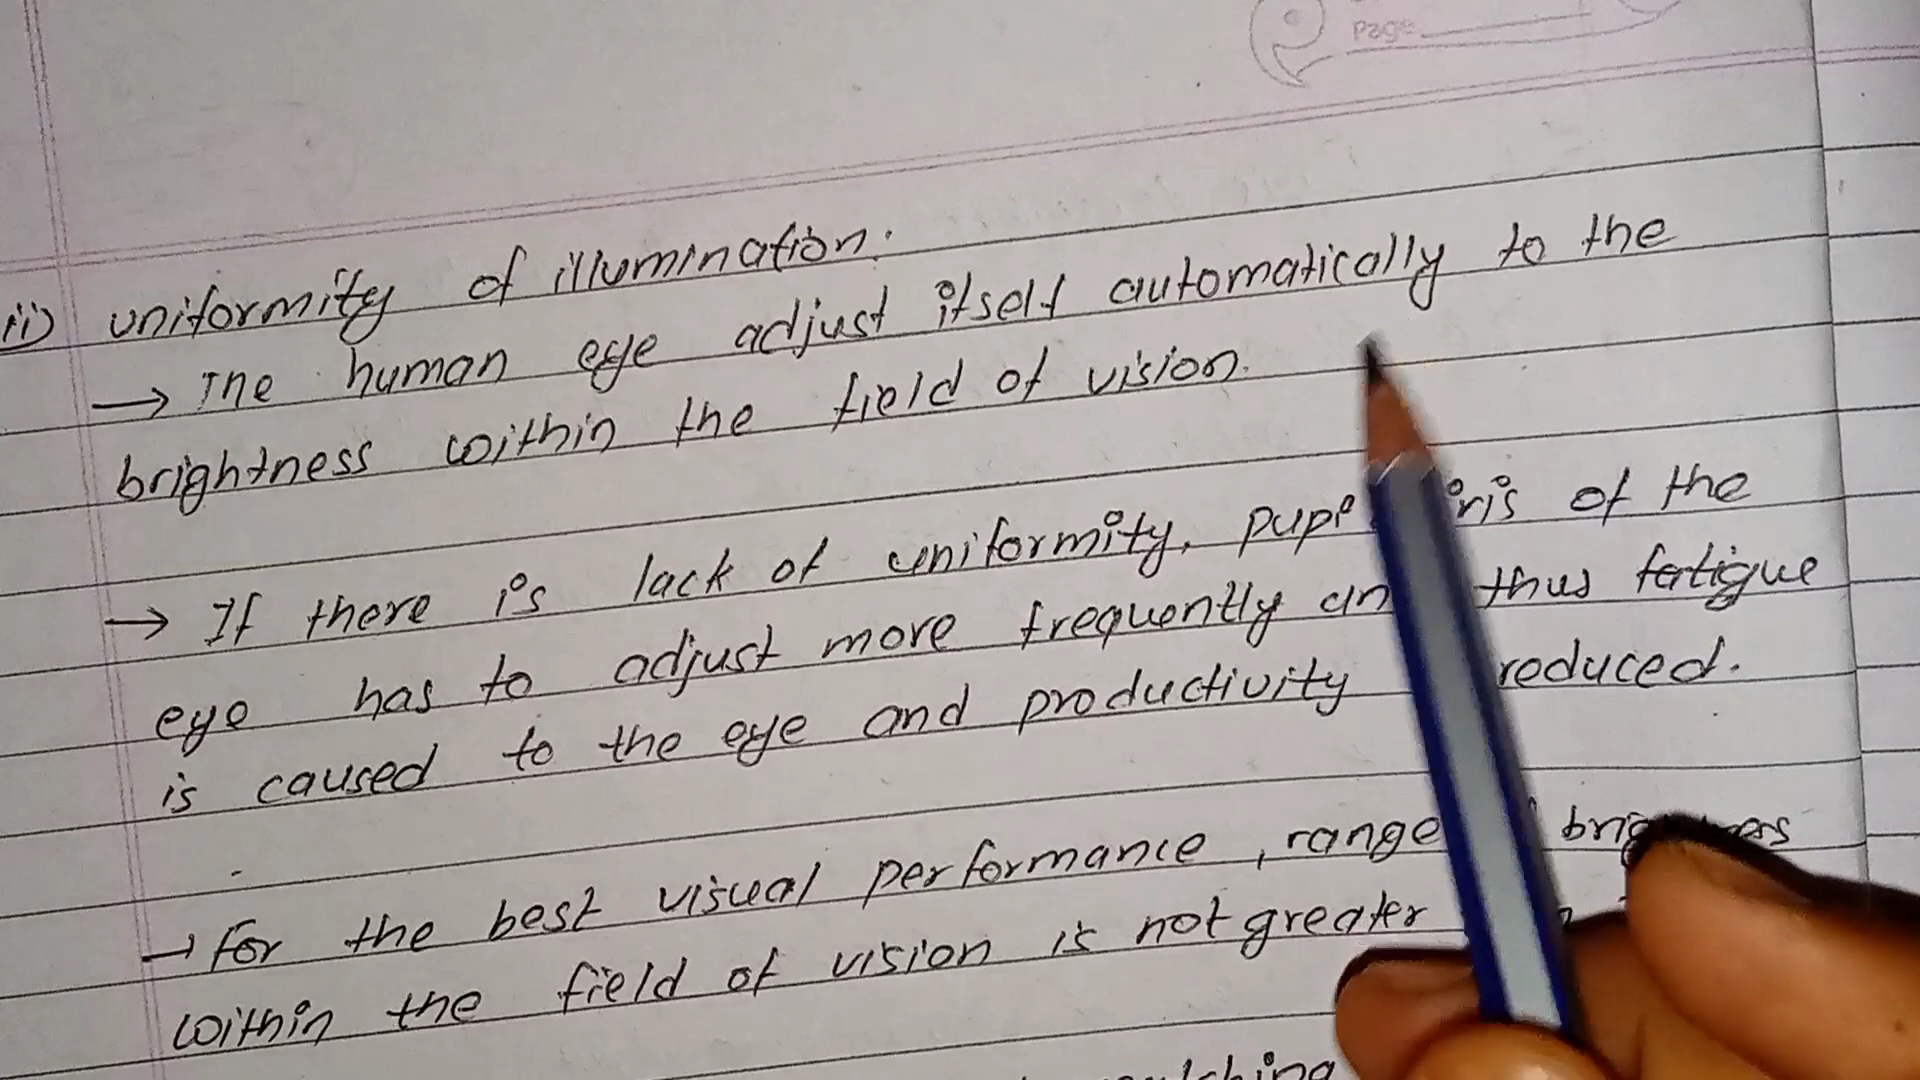 Page
ii) uniformity of illumination.
→ The human eye adjust itself automatically to the
brightness within the field of vision.
→ If there is lack of uniformity, iris of the
eye has to adjust more frequently thus fatigue
is caused to the eye and productivity reduced.
→ for the best visual performance, range
within the field of vision is not greater